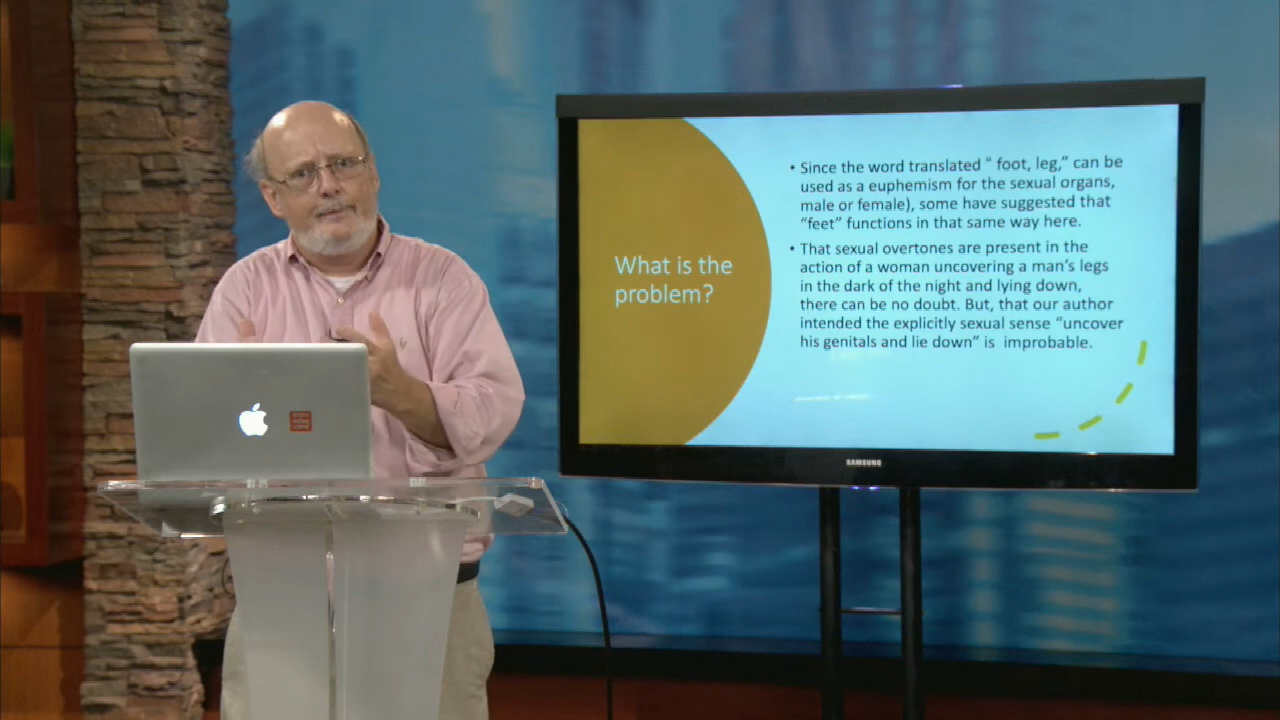 What is the
problem?
• Since the word translated “ foot, leg,” can be
used as a euphemism for the sexual organs,
male or female), some have suggested that
“feet” functions in that same way here.
• That sexual overtones are present in the
action of a woman uncovering a man’s legs
in the dark of the night and lying down,
there can be no doubt. But, that our author
intended the explicitly sexual sense “uncover
his genitals and lie down” is improbable.
SAMSUNG